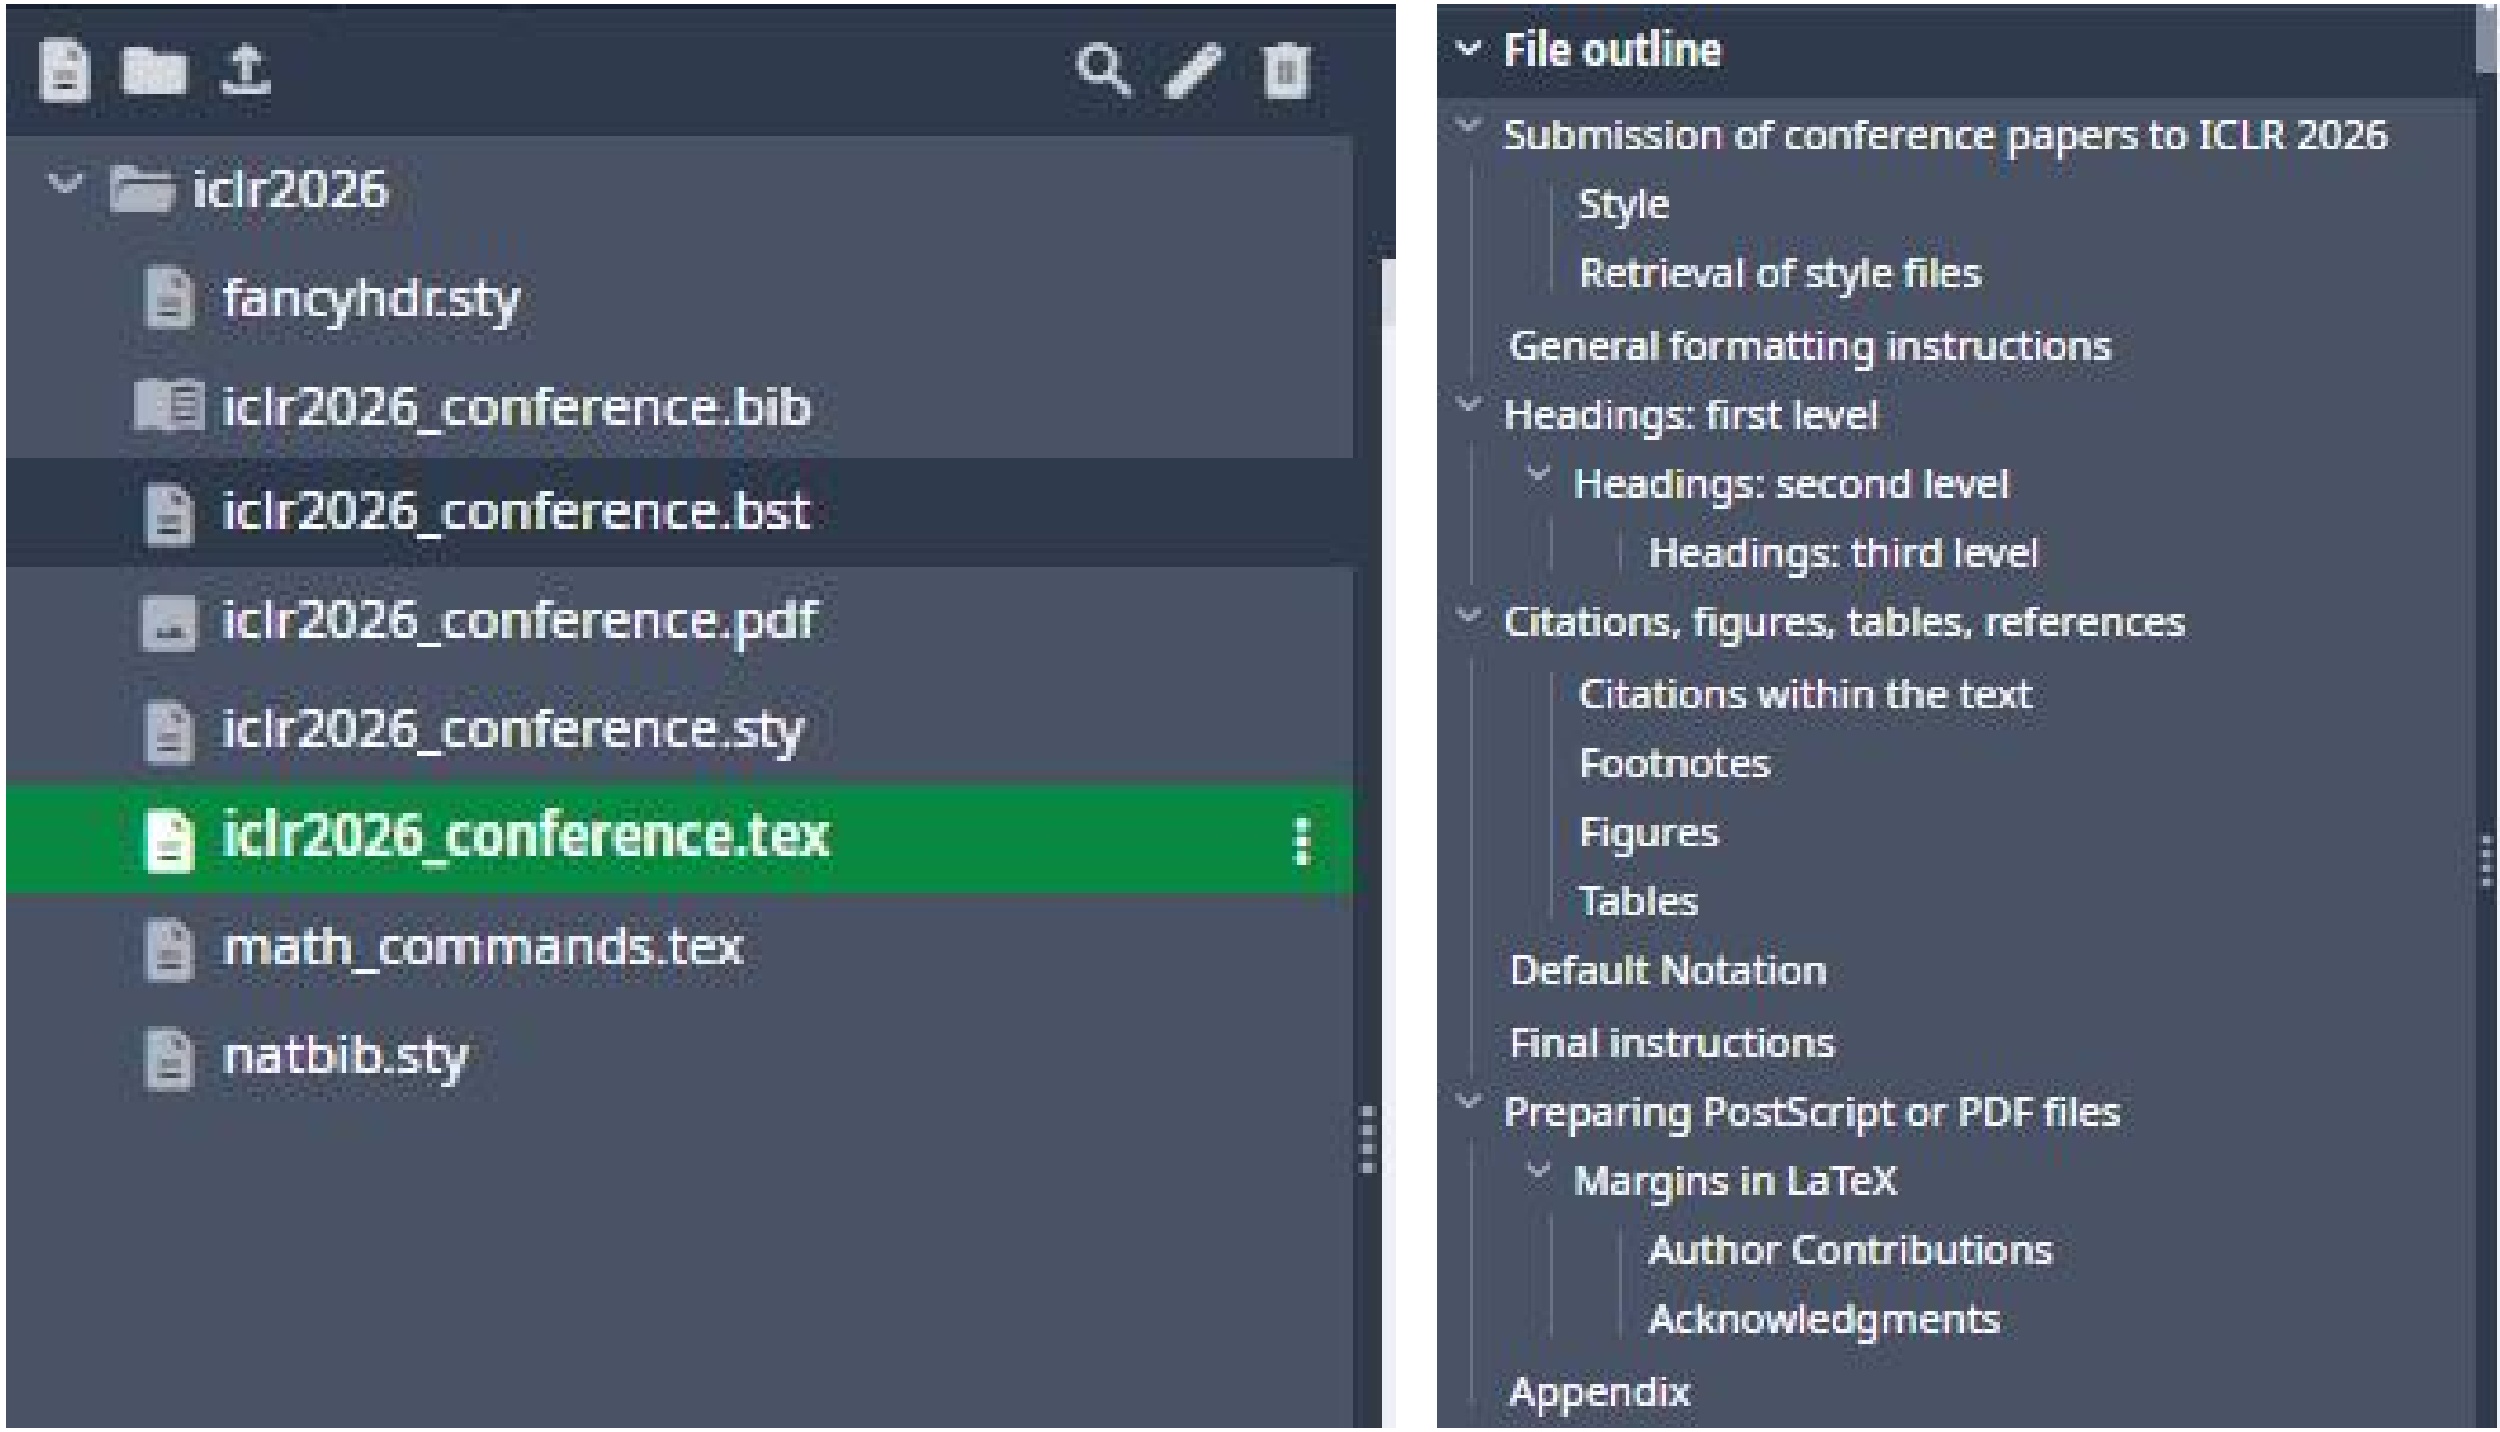 iclr2026
fancyhdr.sty
iclr2026_conference.bib
iclr2026_conference.bst
iclr2026_conference.pdf
iclr2026_conference.sty
iclr2026_conference.tex
math_commands.tex
natbib.sty
File outline
Submission of conference papers to ICLR 2026
Style
Retrieval of style files
General formatting instructions
Headings: first level
Headings: second level
Headings: third level
Citations, figures, tables, references
Citations within the text
Footnotes
Figures
Tables
Default Notation
Final instructions
Preparing PostScript or PDF files
Margins in LaTeX
Author Contributions
Acknowledgments
Appendix